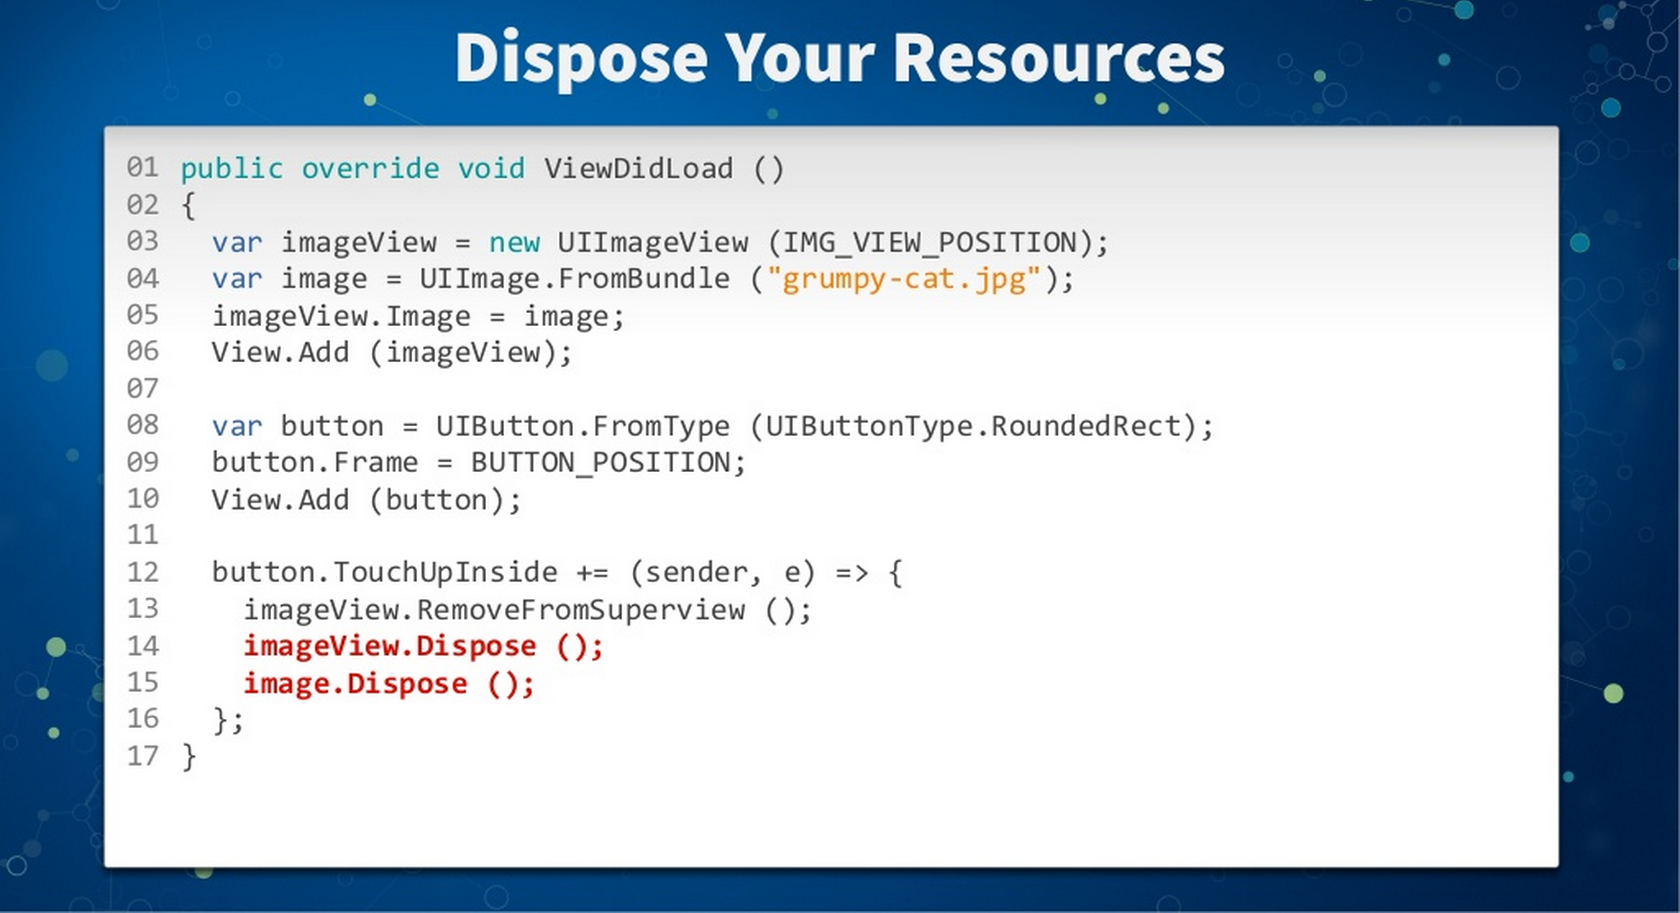 Dispose Your Resources
01 public override void ViewDidLoad ()
02 {
03   var imageView = new UIImageView (IMG_VIEW_POSITION);
04   var image = UIImage.FromBundle ("grumpy-cat.jpg");
05   imageView.Image = image;
06   View.Add (imageView);
07
08   var button = UIButton.FromType (UIButtonType.RoundedRect);
09   button.Frame = BUTTON_POSITION;
10   View.Add (button);
11
12   button.TouchUpInside += (sender, e) => {
13     imageView.RemoveFromSuperview ();
14     imageView.Dispose ();
15     image.Dispose ();
16   };
17 }